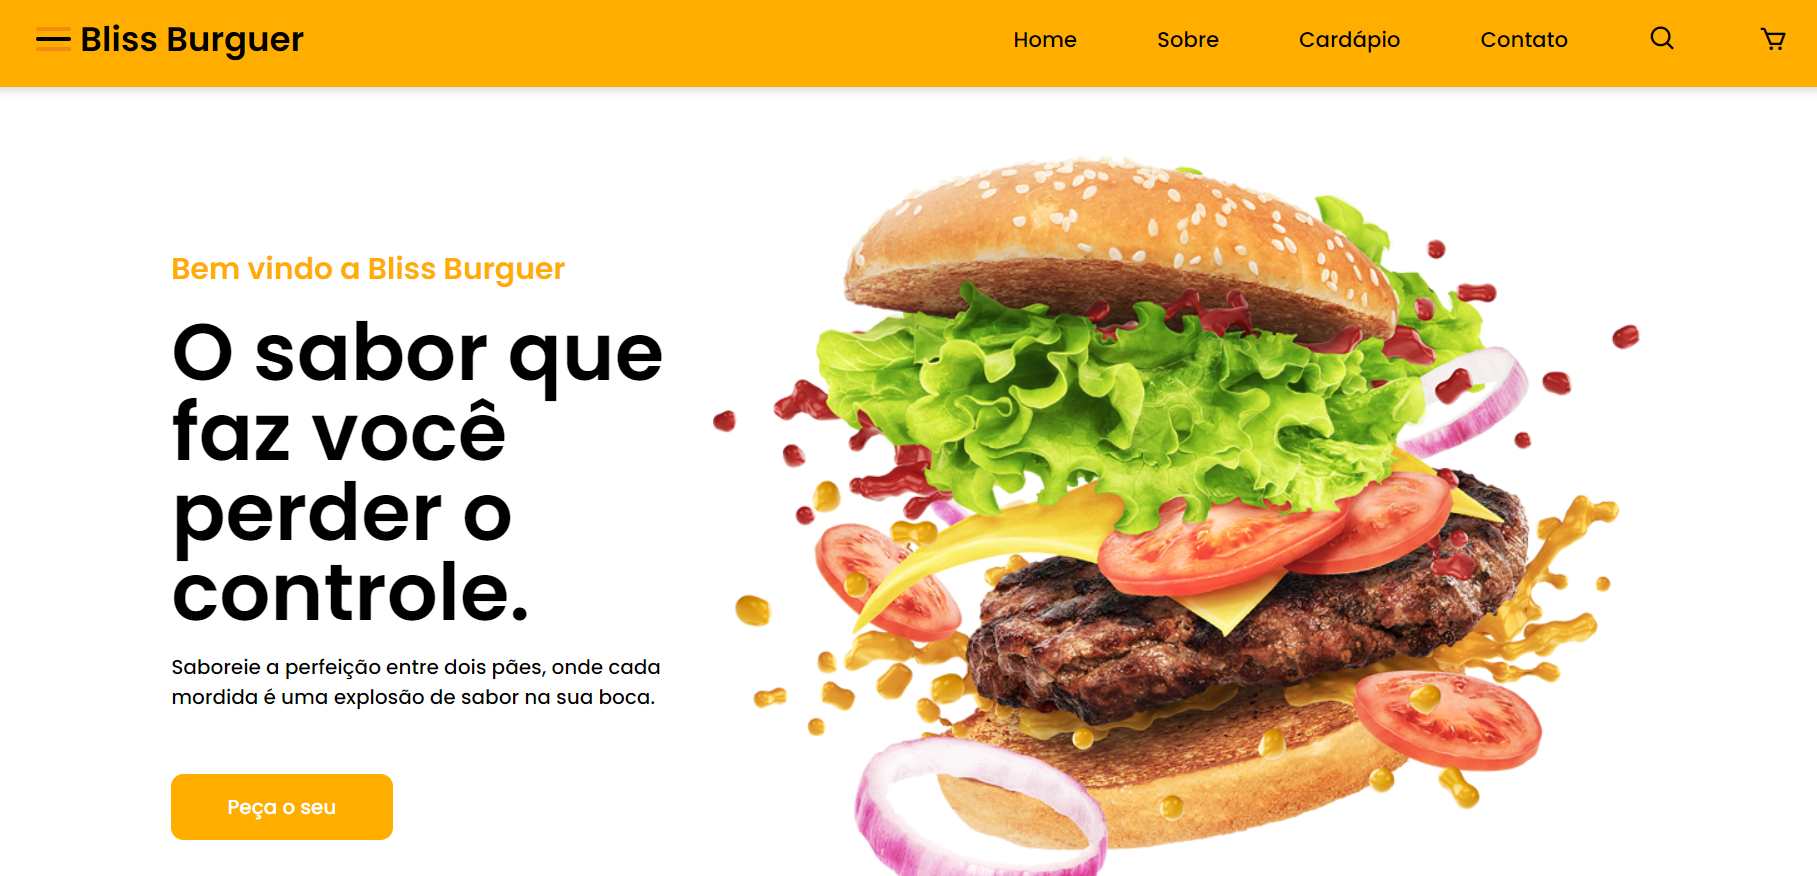 Bliss Burguer
Home
Sobre
Cardápio
Contato
Bem vindo a Bliss Burguer
O sabor que
faz você
perder o
controle.
Saboreie a perfeição entre dois pães, onde cada
mordida é uma explosão de sabor na sua boca.
Peça o seu